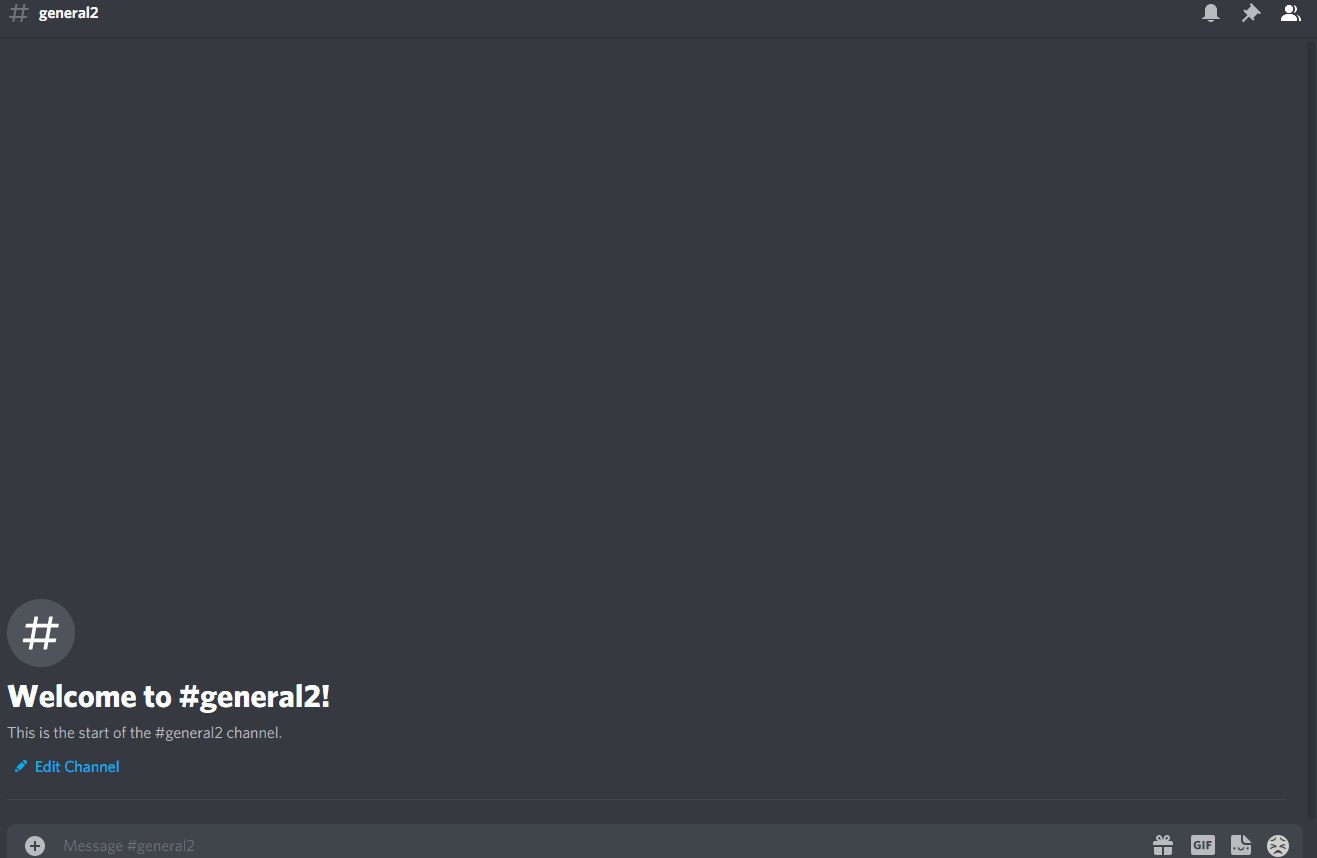 # general2
#
Welcome to #general2!
This is the start of the #general2 channel.
Edit Channel
Message #general2
GIF